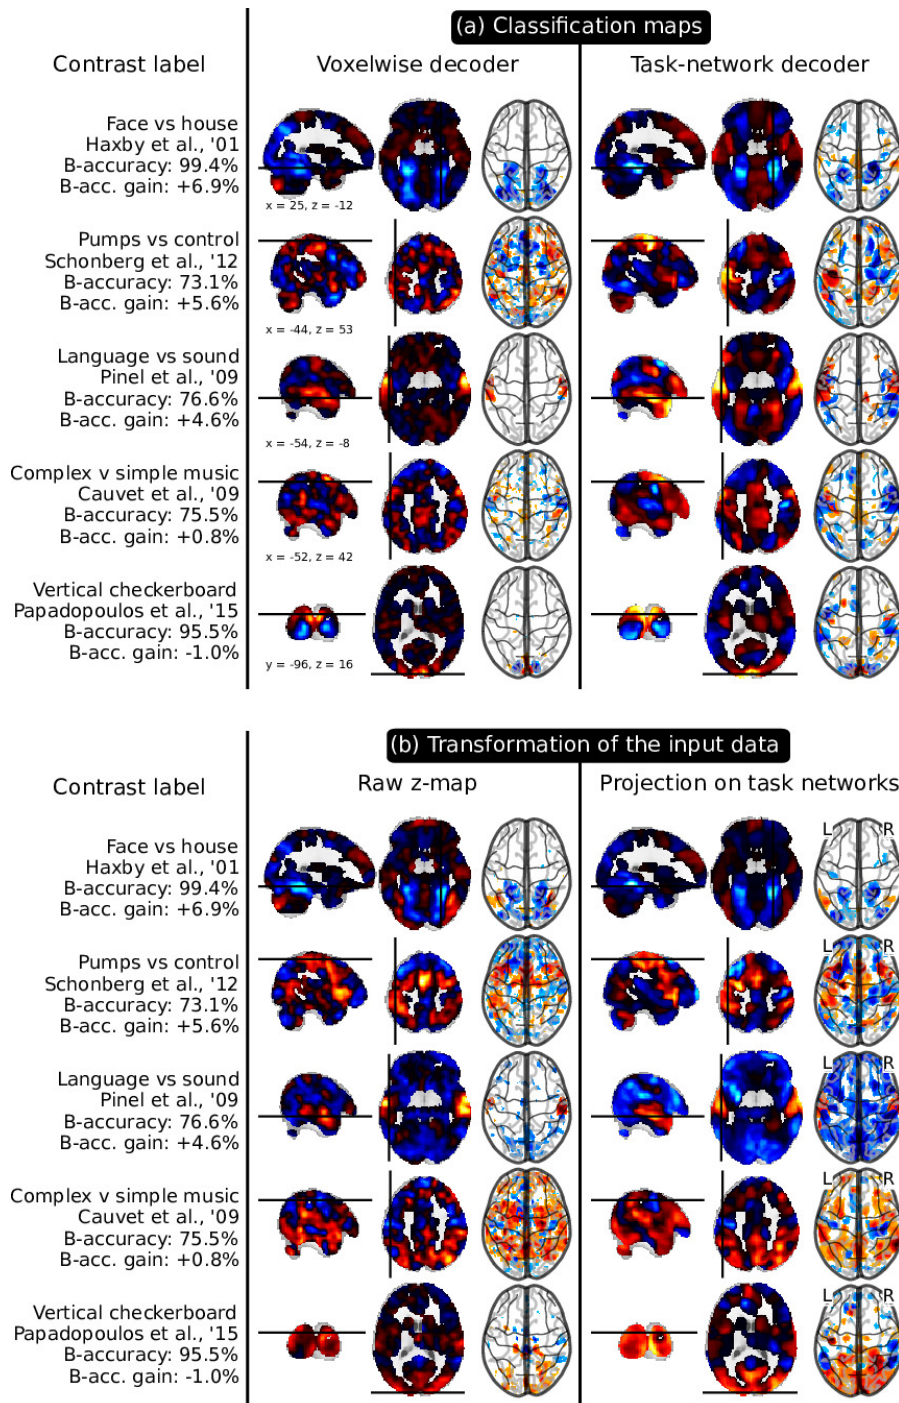 (a) Classification maps
Contrast label
Voxelwise decoder
Task-network decoder
Face vs house
Haxby et al., '01
B-accuracy: 99.4%
B-acc. gain: +6.9%
x = 25, z = -12
Pumps vs control
Schonberg et al., '12
B-accuracy: 73.1%
B-acc. gain: +5.6%
x = -44, z = 53
Language vs sound
Pinel et al., '09
B-accuracy: 76.6%
B-acc. gain: +4.6%
x = -54, z = -8
Complex v simple music
Cauvet et al., '09
B-accuracy: 75.5%
B-acc. gain: +0.8%
x = -52, z = 42
Vertical checkerboard
Papadopoulos et al., '15
B-accuracy: 95.5%
B-acc. gain: -1.0%
y = -96, z = 16
(b) Transformation of the input data
Contrast label
Raw z-map
Projection on task networks
Face vs house
Haxby et al., '01
B-accuracy: 99.4%
B-acc. gain: +6.9%
L R
Pumps vs control
Schonberg et al., '12
B-accuracy: 73.1%
B-acc. gain: +5.6%
L R
Language vs sound
Pinel et al., '09
B-accuracy: 76.6%
B-acc. gain: +4.6%
L R
Complex v simple music
Cauvet et al., '09
B-accuracy: 75.5%
B-acc. gain: +0.8%
L R
Vertical checkerboard
Papadopoulos et al., '15
B-accuracy: 95.5%
B-acc. gain: -1.0%
L R